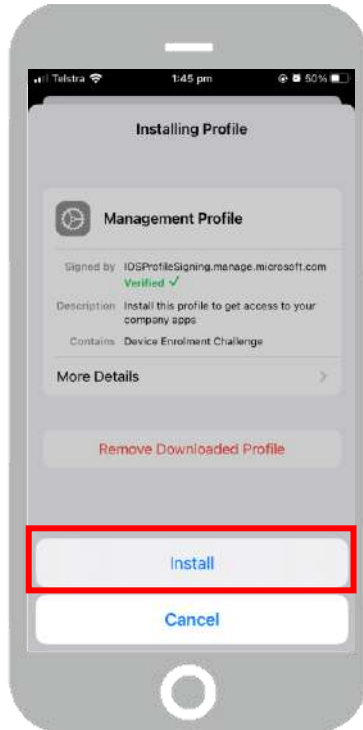 Telstra 1:45 pm 50%
Installing Profile
Management Profile
Signed by IOSProfileSigning.manage.microsoft.com
Verified ✓
Description Install this profile to get access to your
company apps
Contains Device Enrolment Challenge
More Details
Remove Downloaded Profile
Install
Cancel